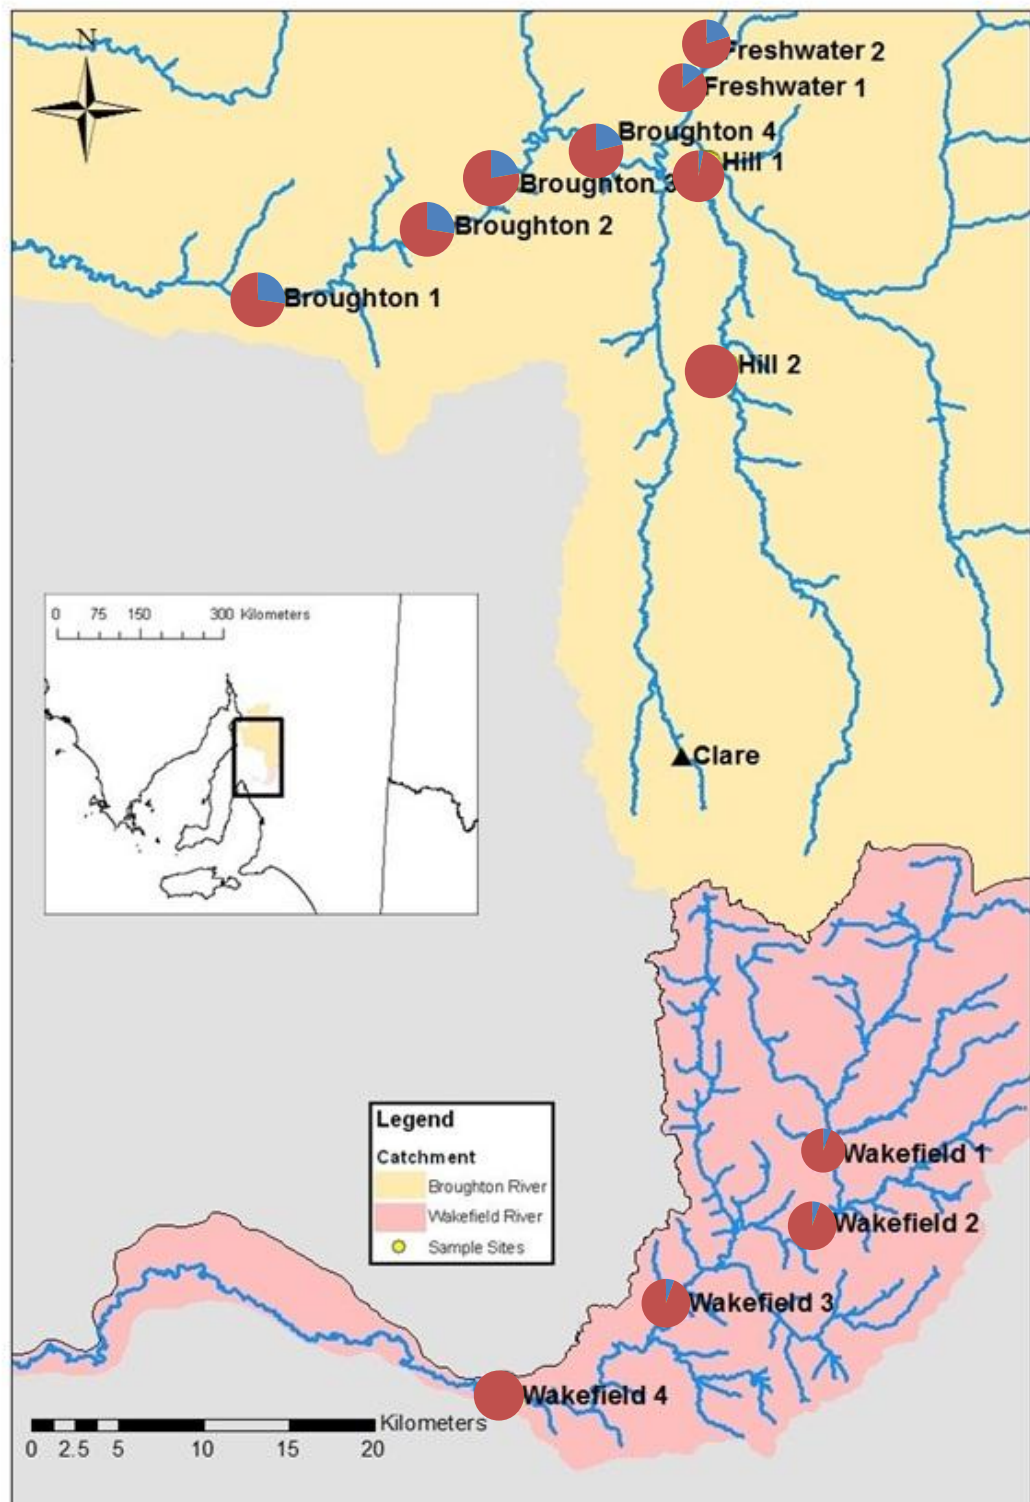 N
Freshwater 2
Freshwater 1
Broughton 4
Hill 1
Broughton 3
Broughton 2
Broughton 1
Hill 2
0 75 150 300 Kilometers
Clare
Legend
Catchment
Broughton River
Wakefield River
Sample Sites
Wakefield 1
Wakefield 2
Wakefield 3
Wakefield 4
Kilometers
0 2.5 5 10 15 20